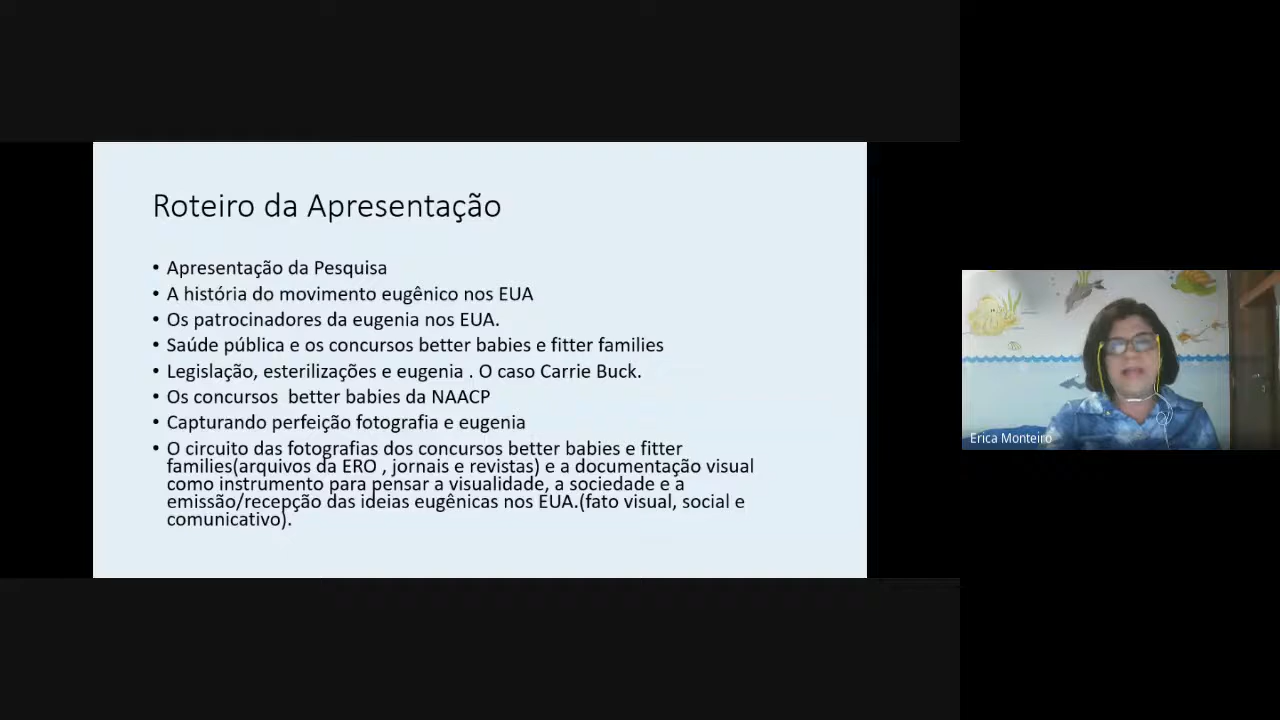 Roteiro da Apresentação
• Apresentação da Pesquisa
• A história do movimento eugênico nos EUA
• Os patrocinadores da eugenia nos EUA.
• Saúde pública e os concursos better babies e fitter families
• Legislação, esterilizações e eugenia . O caso Carrie Buck.
• Os concursos  better babies da NAACP
• Capturando perfeição fotografia e eugenia
• O circuito das fotografias dos concursos better babies e fitter
families(arquivos da ERO , jornais e revistas) e a documentação visual
como instrumento para pensar a visualidade, a sociedade e a
emissão/recepção das ideias eugênicas nos EUA.(fato visual, social e
comunicativo).
Erica Monteiro